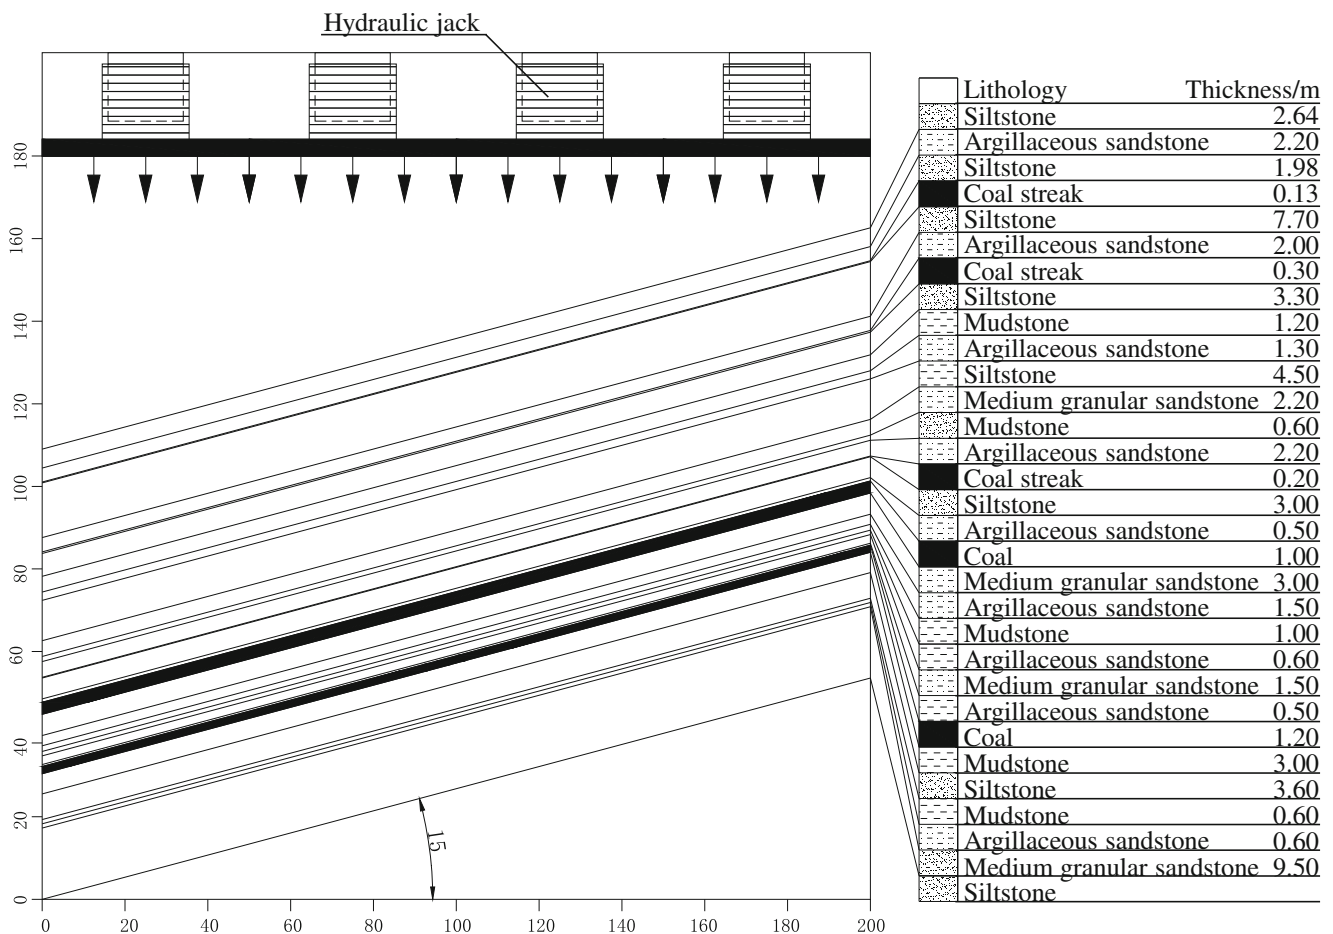 Hydraulic jack
Lithology Thickness/m
Siltstone 2.64
Argillaceous sandstone 2.20
Siltstone 1.98
Coal streak 0.13
Siltstone 7.70
Argillaceous sandstone 2.00
Coal streak 0.30
Siltstone 3.30
Mudstone 1.20
Argillaceous sandstone 1.30
Siltstone 4.50
Medium granular sandstone 2.20
Mudstone 0.60
Argillaceous sandstone 2.20
Coal streak 0.20
Siltstone 3.00
Argillaceous sandstone 0.50
Coal 1.00
Medium granular sandstone 3.00
Argillaceous sandstone 1.50
Mudstone 1.00
Argillaceous sandstone 0.60
Medium granular sandstone 1.50
Argillaceous sandstone 0.50
Coal 1.20
Mudstone 3.00
Siltstone 3.60
Mudstone 0.60
Argillaceous sandstone 0.60
Medium granular sandstone 9.50
Siltstone
180
160
140
120
100
80
60
40
20
0
15
0 20 40 60 80 100 120 140 160 180 200